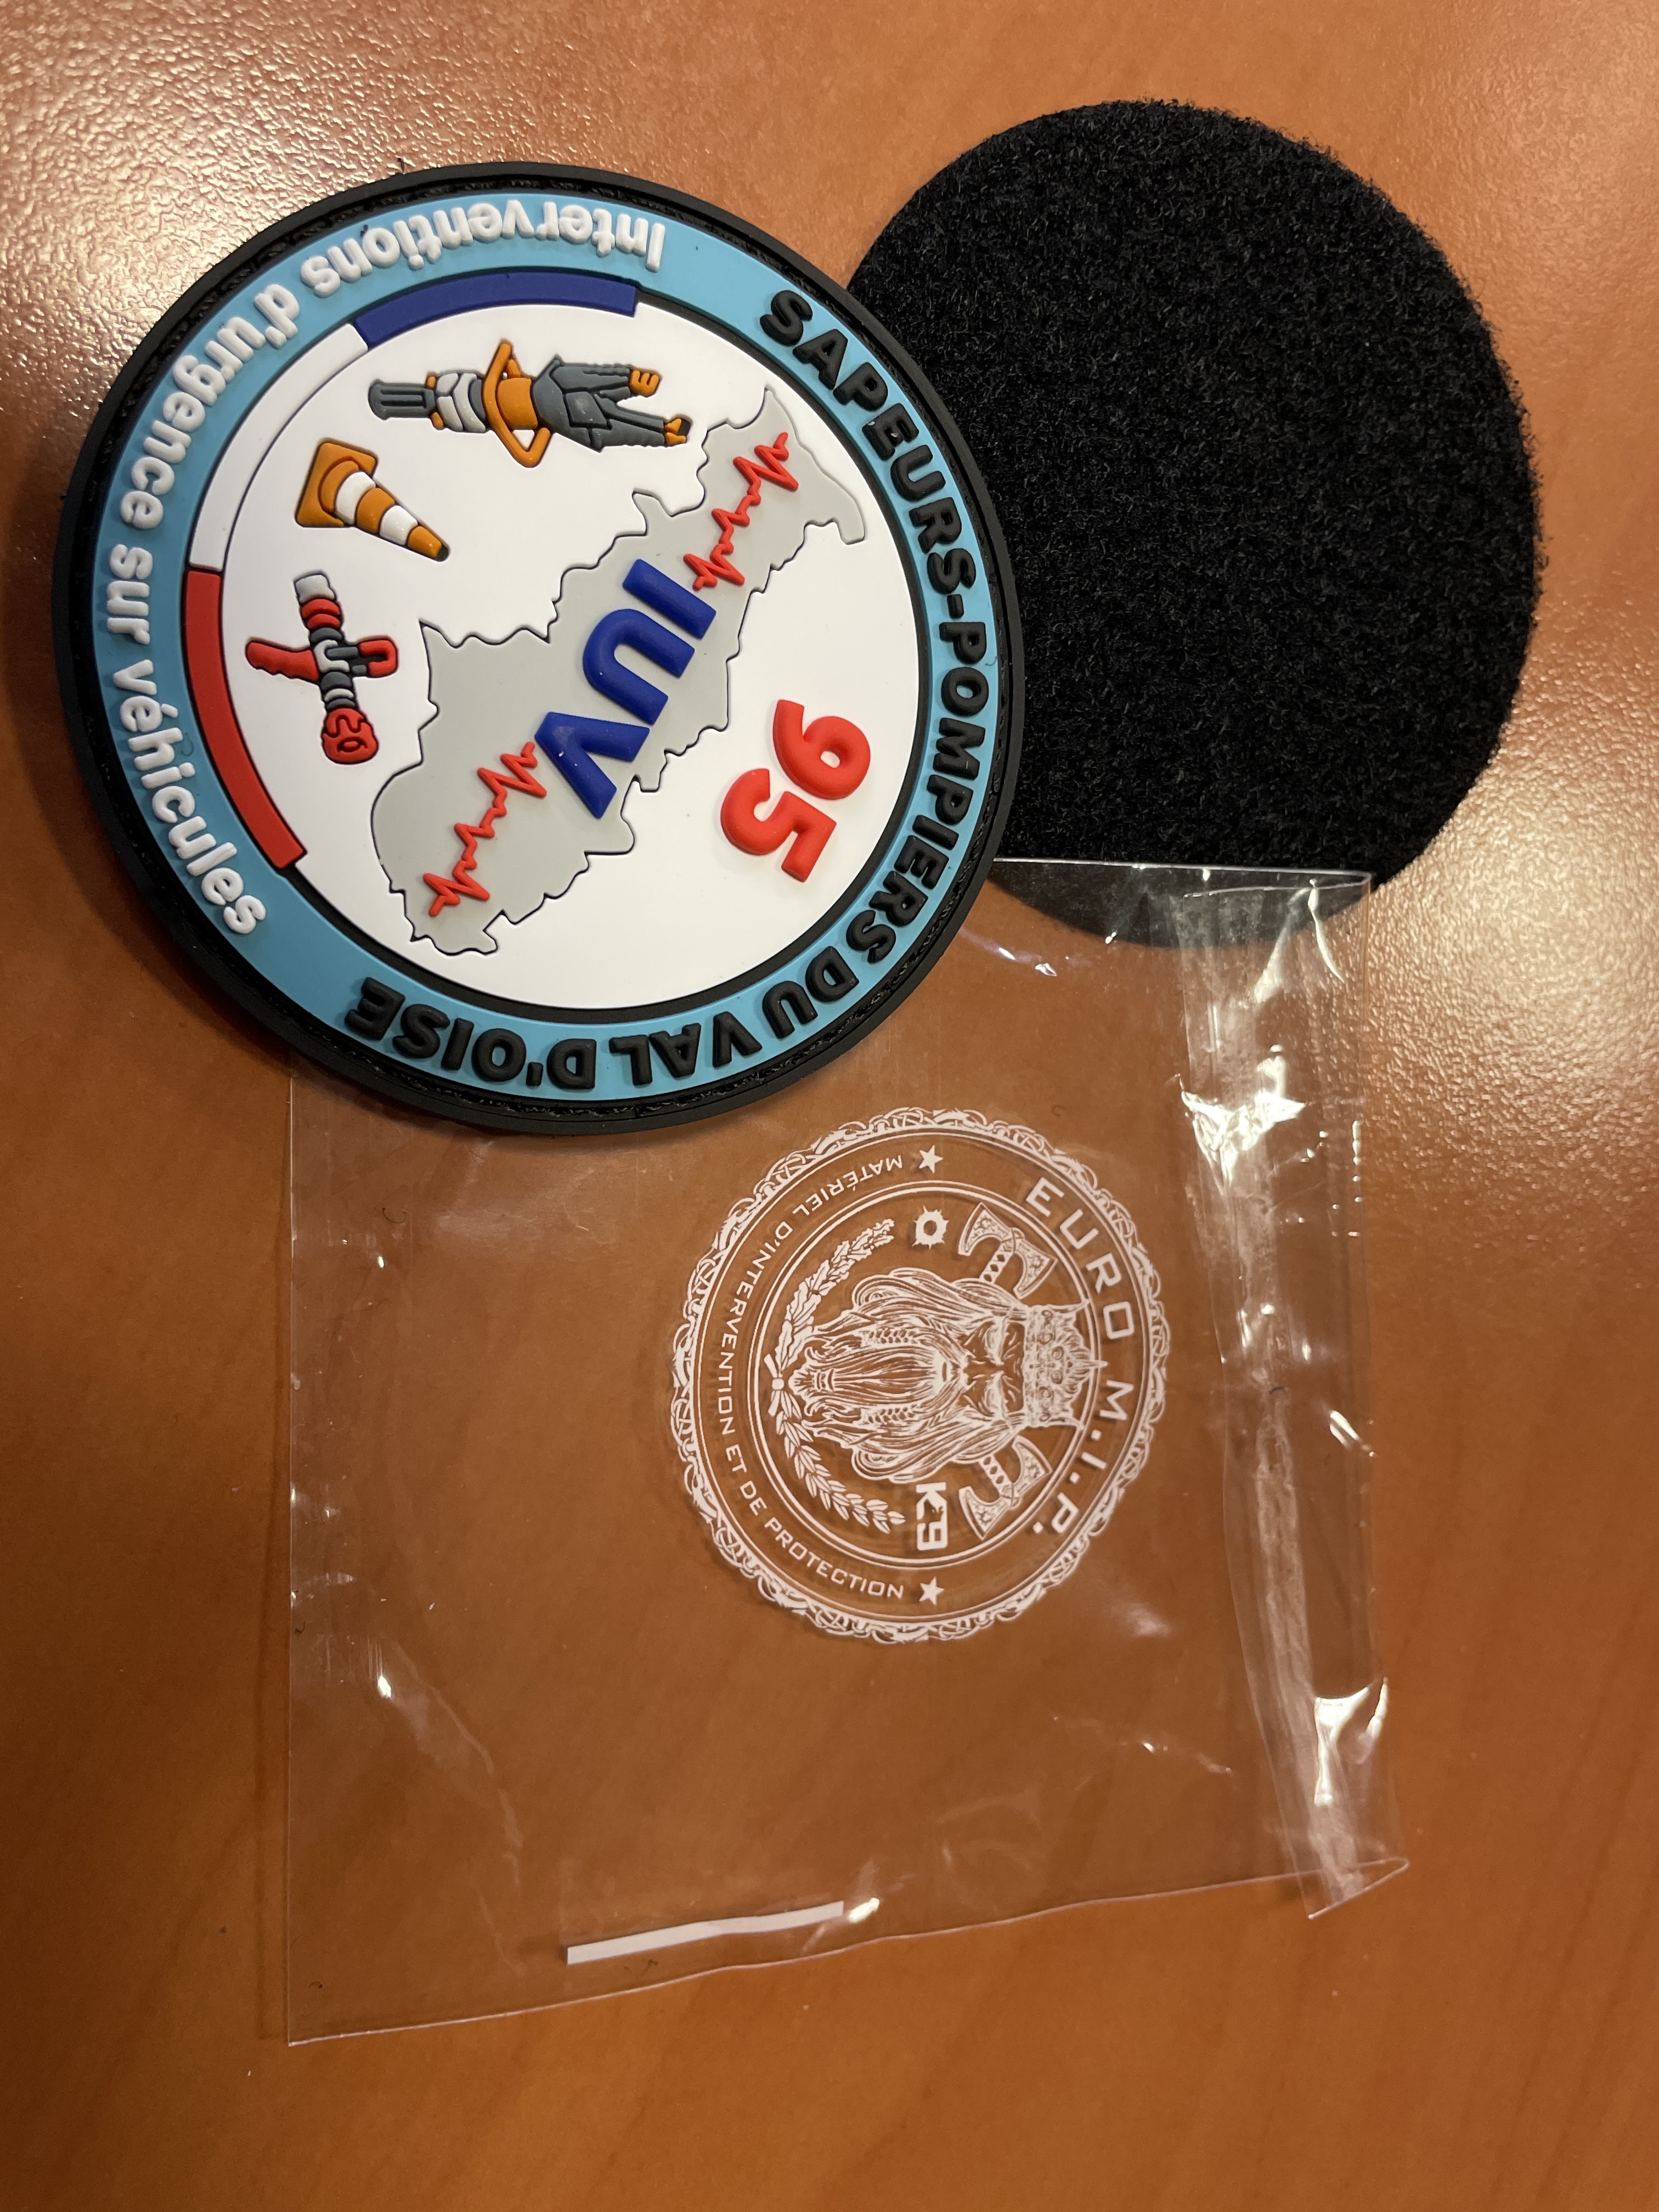 SAPEURS-POMPIERS DU VAL D'OISE
95
IUV
Interventions d'urgence sur véhicules
EURO M.I.P.
K9
MATÉRIEL D'INTERVENTION ET DE PROTECTION